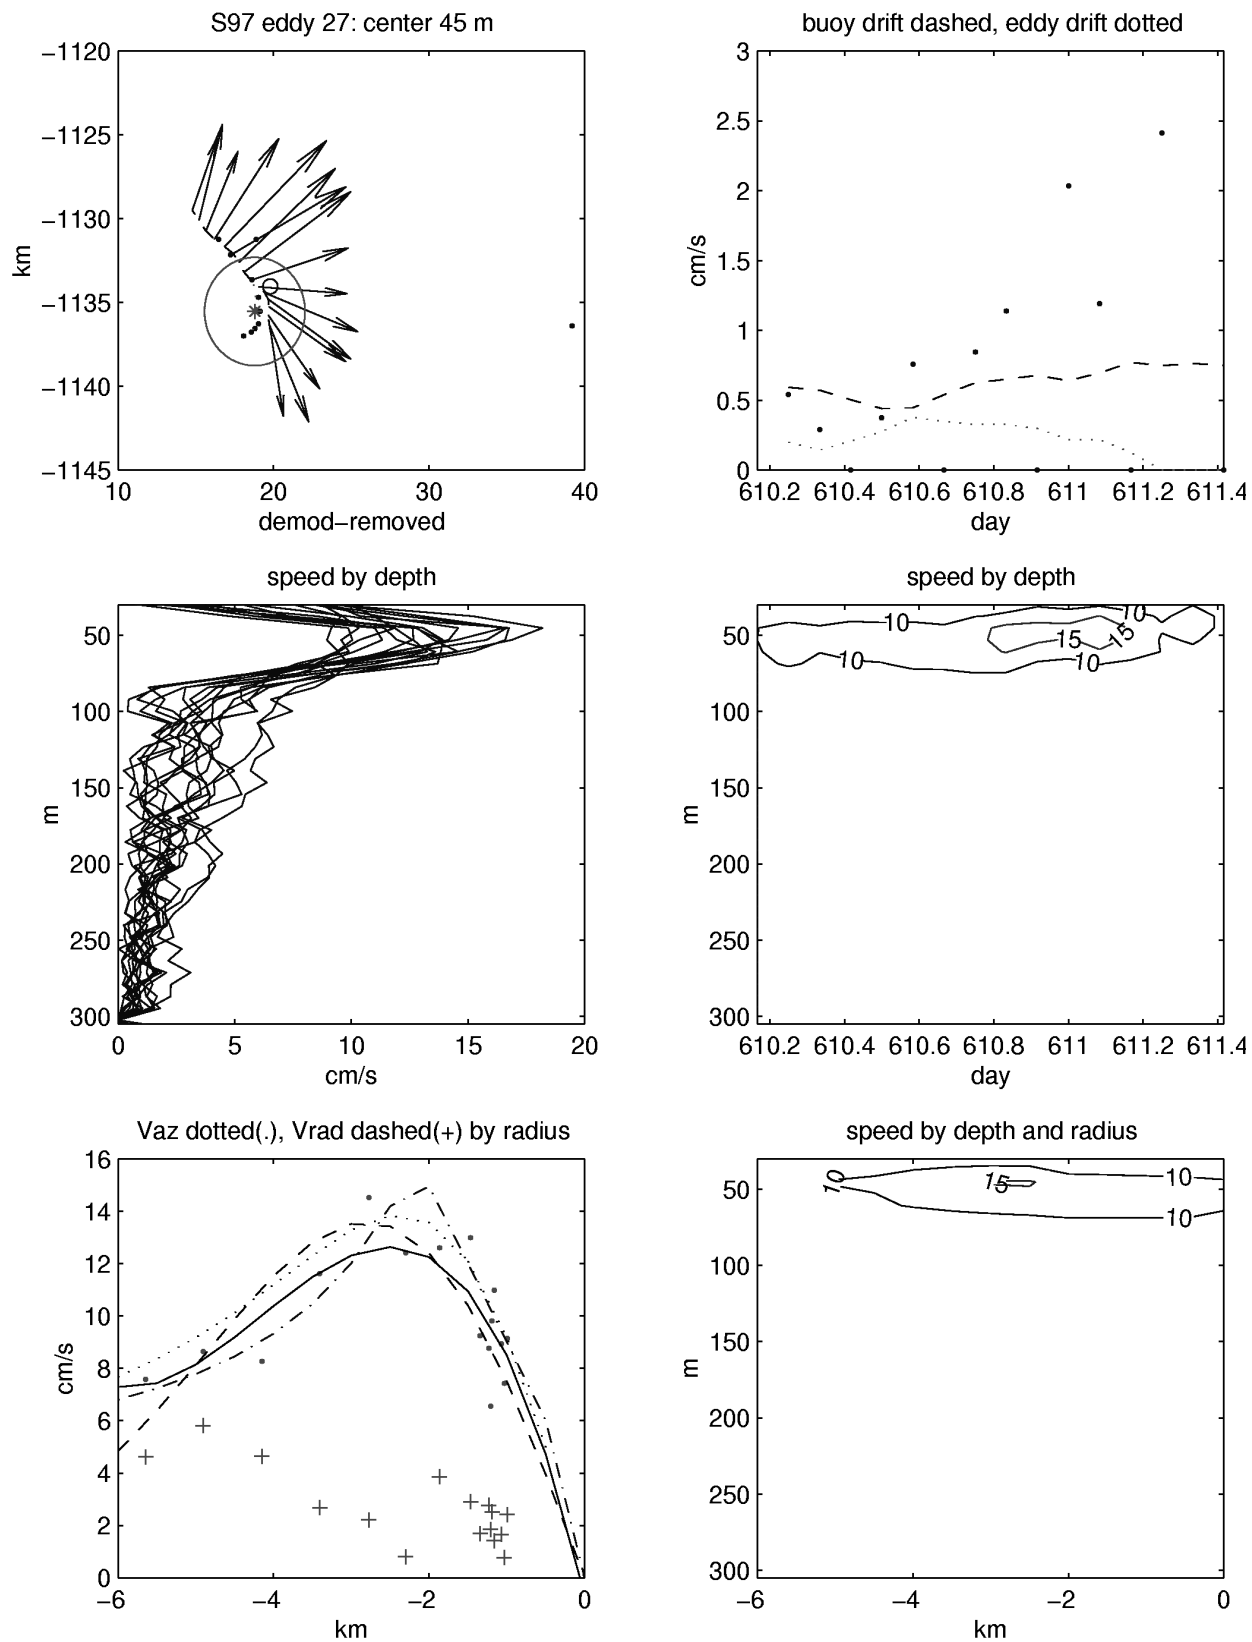 S97 eddy 27: center 45 m
−1120
−1125
−1130
−1135
−1140
−1145
km
10 20 30 40
demod−removed
buoy drift dashed, eddy drift dotted
3
2.5
2
1.5
1
0.5
0
cm/s
610.2 610.4 610.6 610.8 611 611.2 611.4
day
speed by depth
50
100
150
200
250
300
m
0 5 10 15 20
cm/s
speed by depth
50
100
150
200
250
300
m
10
10
15
15
10
10
610.2 610.4 610.6 610.8 611 611.2 611.4
day
Vaz dotted(.), Vrad dashed(+) by radius
16
14
12
10
8
6
4
2
0
cm/s
−6 −4 −2 0
km
speed by depth and radius
50
100
150
200
250
300
m
10
15
10
10
−6 −4 −2 0
km